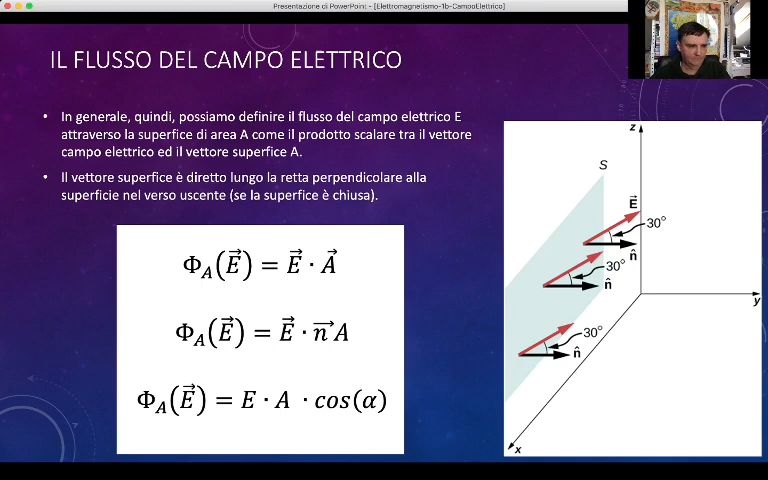 Presentazione di PowerPoint - [Elettromagnetismo-1b-CampoElettrico]
IL FLUSSO DEL CAMPO ELETTRICO
• In generale, quindi, possiamo definire il flusso del campo elettrico E
attraverso la superfice di area A come il prodotto scalare tra il vettore
campo elettrico ed il vettore superfice A.
• Il vettore superfice è diretto lungo la retta perpendicolare alla
superficie nel verso uscente (se la superfice è chiusa).
Φ_A(E⃗) = E⃗ · A⃗
Φ_A(E⃗) = E⃗ · n⃗ A
Φ_A(E⃗) = E · A · cos(α)
z
S
E⃗
30°
n̂
30°
n̂
30°
n̂
y
x